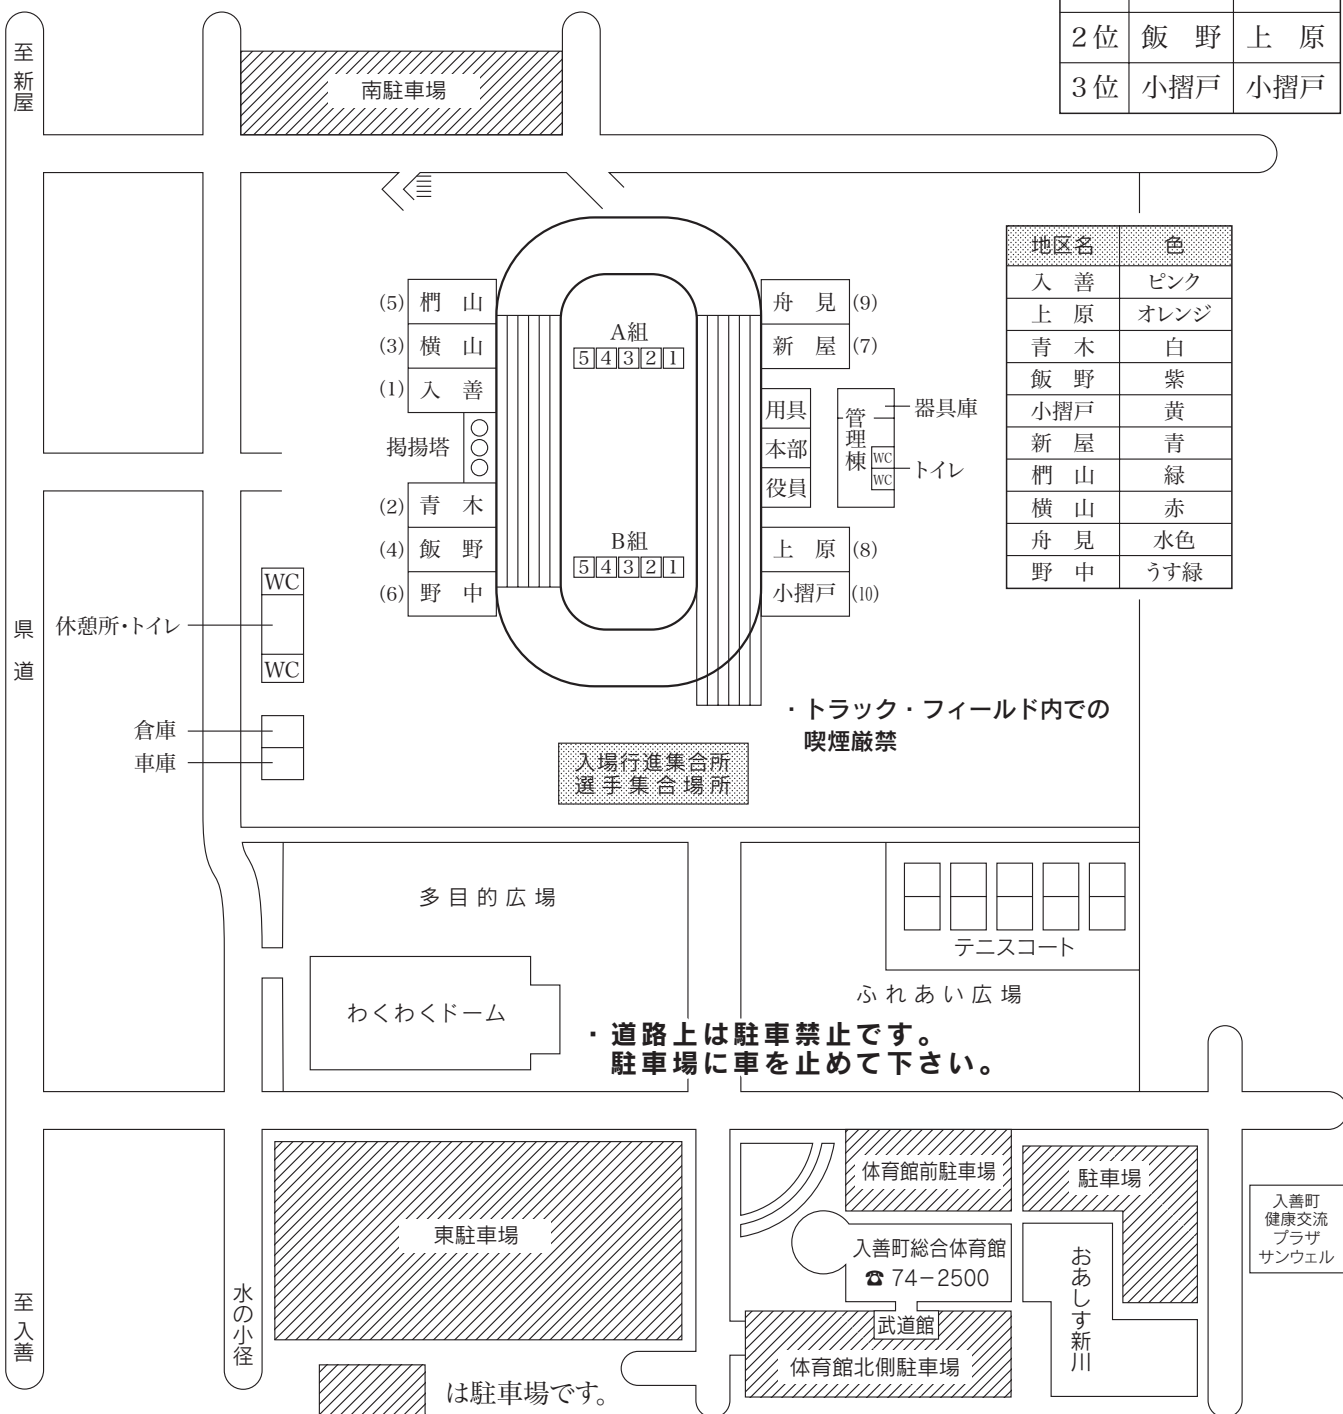 2位 飯野 上原
3位 小摺戸 小摺戸
至新屋
南駐車場
地区名 色
入善 ピンク
上原 オレンジ
青木 白
飯野 紫
小摺戸 黄
新屋 青
椚山 緑
横山 赤
舟見 水色
野中 うす緑
(5) 椚山
(3) 横山
(1) 入善
掲揚塔
(2) 青木
(4) 飯野
(6) 野中
A組
5 4 3 2 1
B組
5 4 3 2 1
舟見 (9)
新屋 (7)
用具
本部
役員
管理棟
WC
WC
器具庫
トイレ
上原 (8)
小摺戸 (10)
県道
WC
休憩所・トイレ
WC
倉庫
車庫
・トラック・フィールド内での
喫煙厳禁
入場行進集合所
選手集合場所
多目的広場
テニスコート
わくわくドーム
ふれあい広場
・道路上は駐車禁止です。
駐車場に車を止めて下さい。
東駐車場
体育館前駐車場
駐車場
入善町
健康交流
プラザ
サンウェル
入善町総合体育館
☎ 74-2500
武道館
体育館北側駐車場
おあしす新川
至入善
水の小径
は駐車場です。